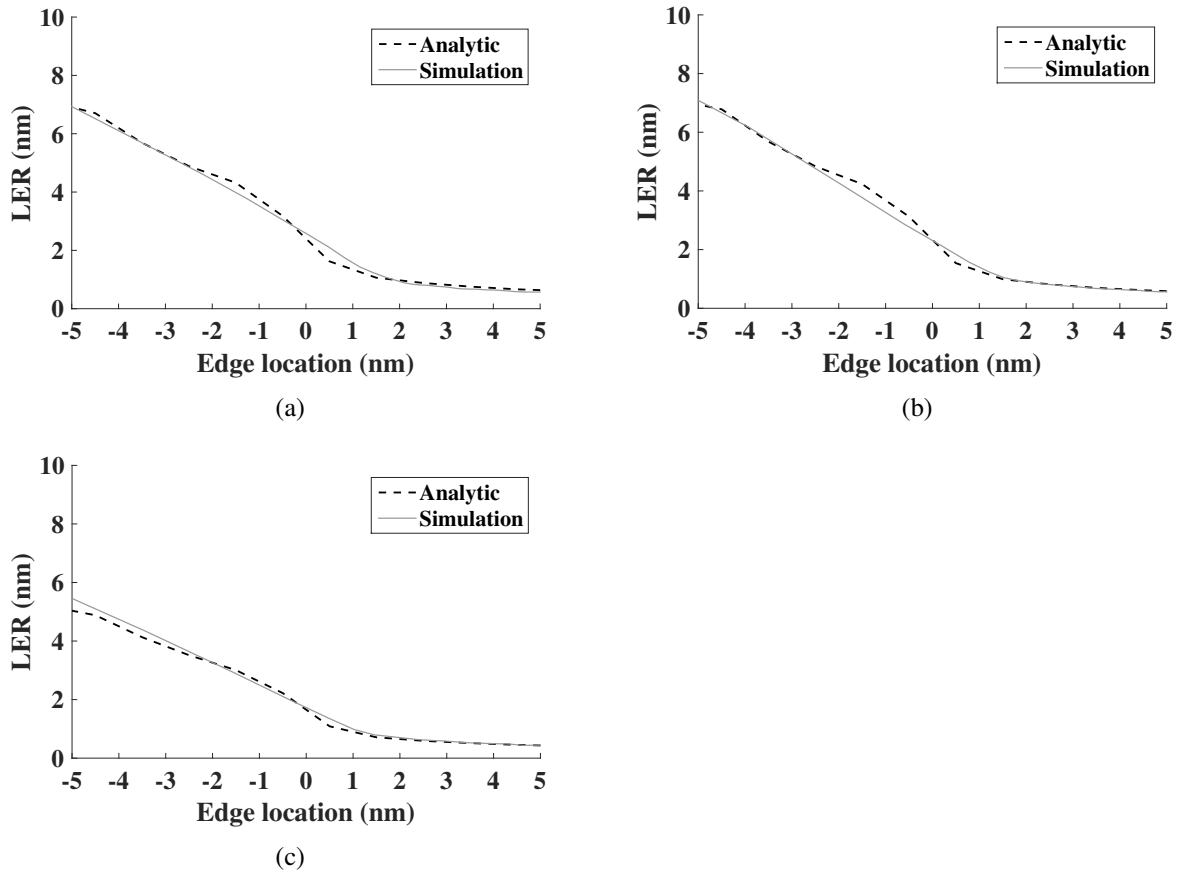 10
8
6
4
2
0
LER (nm)
Analytic
Simulation
-5 -4 -3 -2 -1 0 1 2 3 4 5
Edge location (nm)
(a)
10
8
6
4
2
0
LER (nm)
Analytic
Simulation
-5 -4 -3 -2 -1 0 1 2 3 4 5
Edge location (nm)
(b)
10
8
6
4
2
0
LER (nm)
Analytic
Simulation
-5 -4 -3 -2 -1 0 1 2 3 4 5
Edge location (nm)
(c)